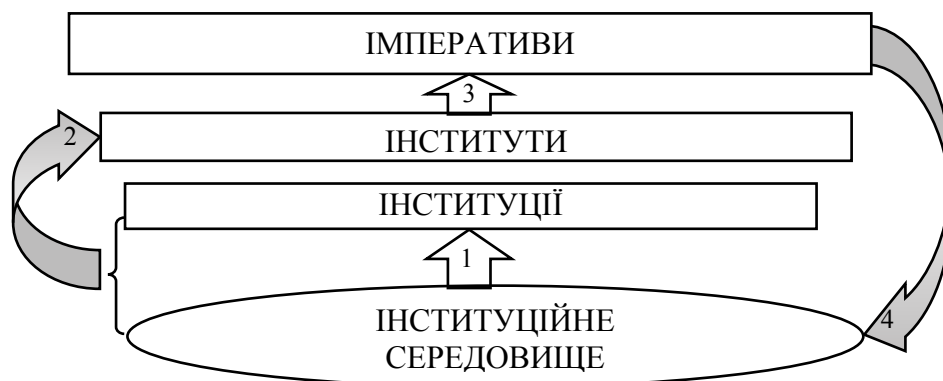 ІМПЕРАТИВИ
3
2
ІНСТИТУТИ
ІНСТИТУЦІЇ
1
ІНСТИТУЦІЙНЕ
СЕРЕДОВИЩЕ
4